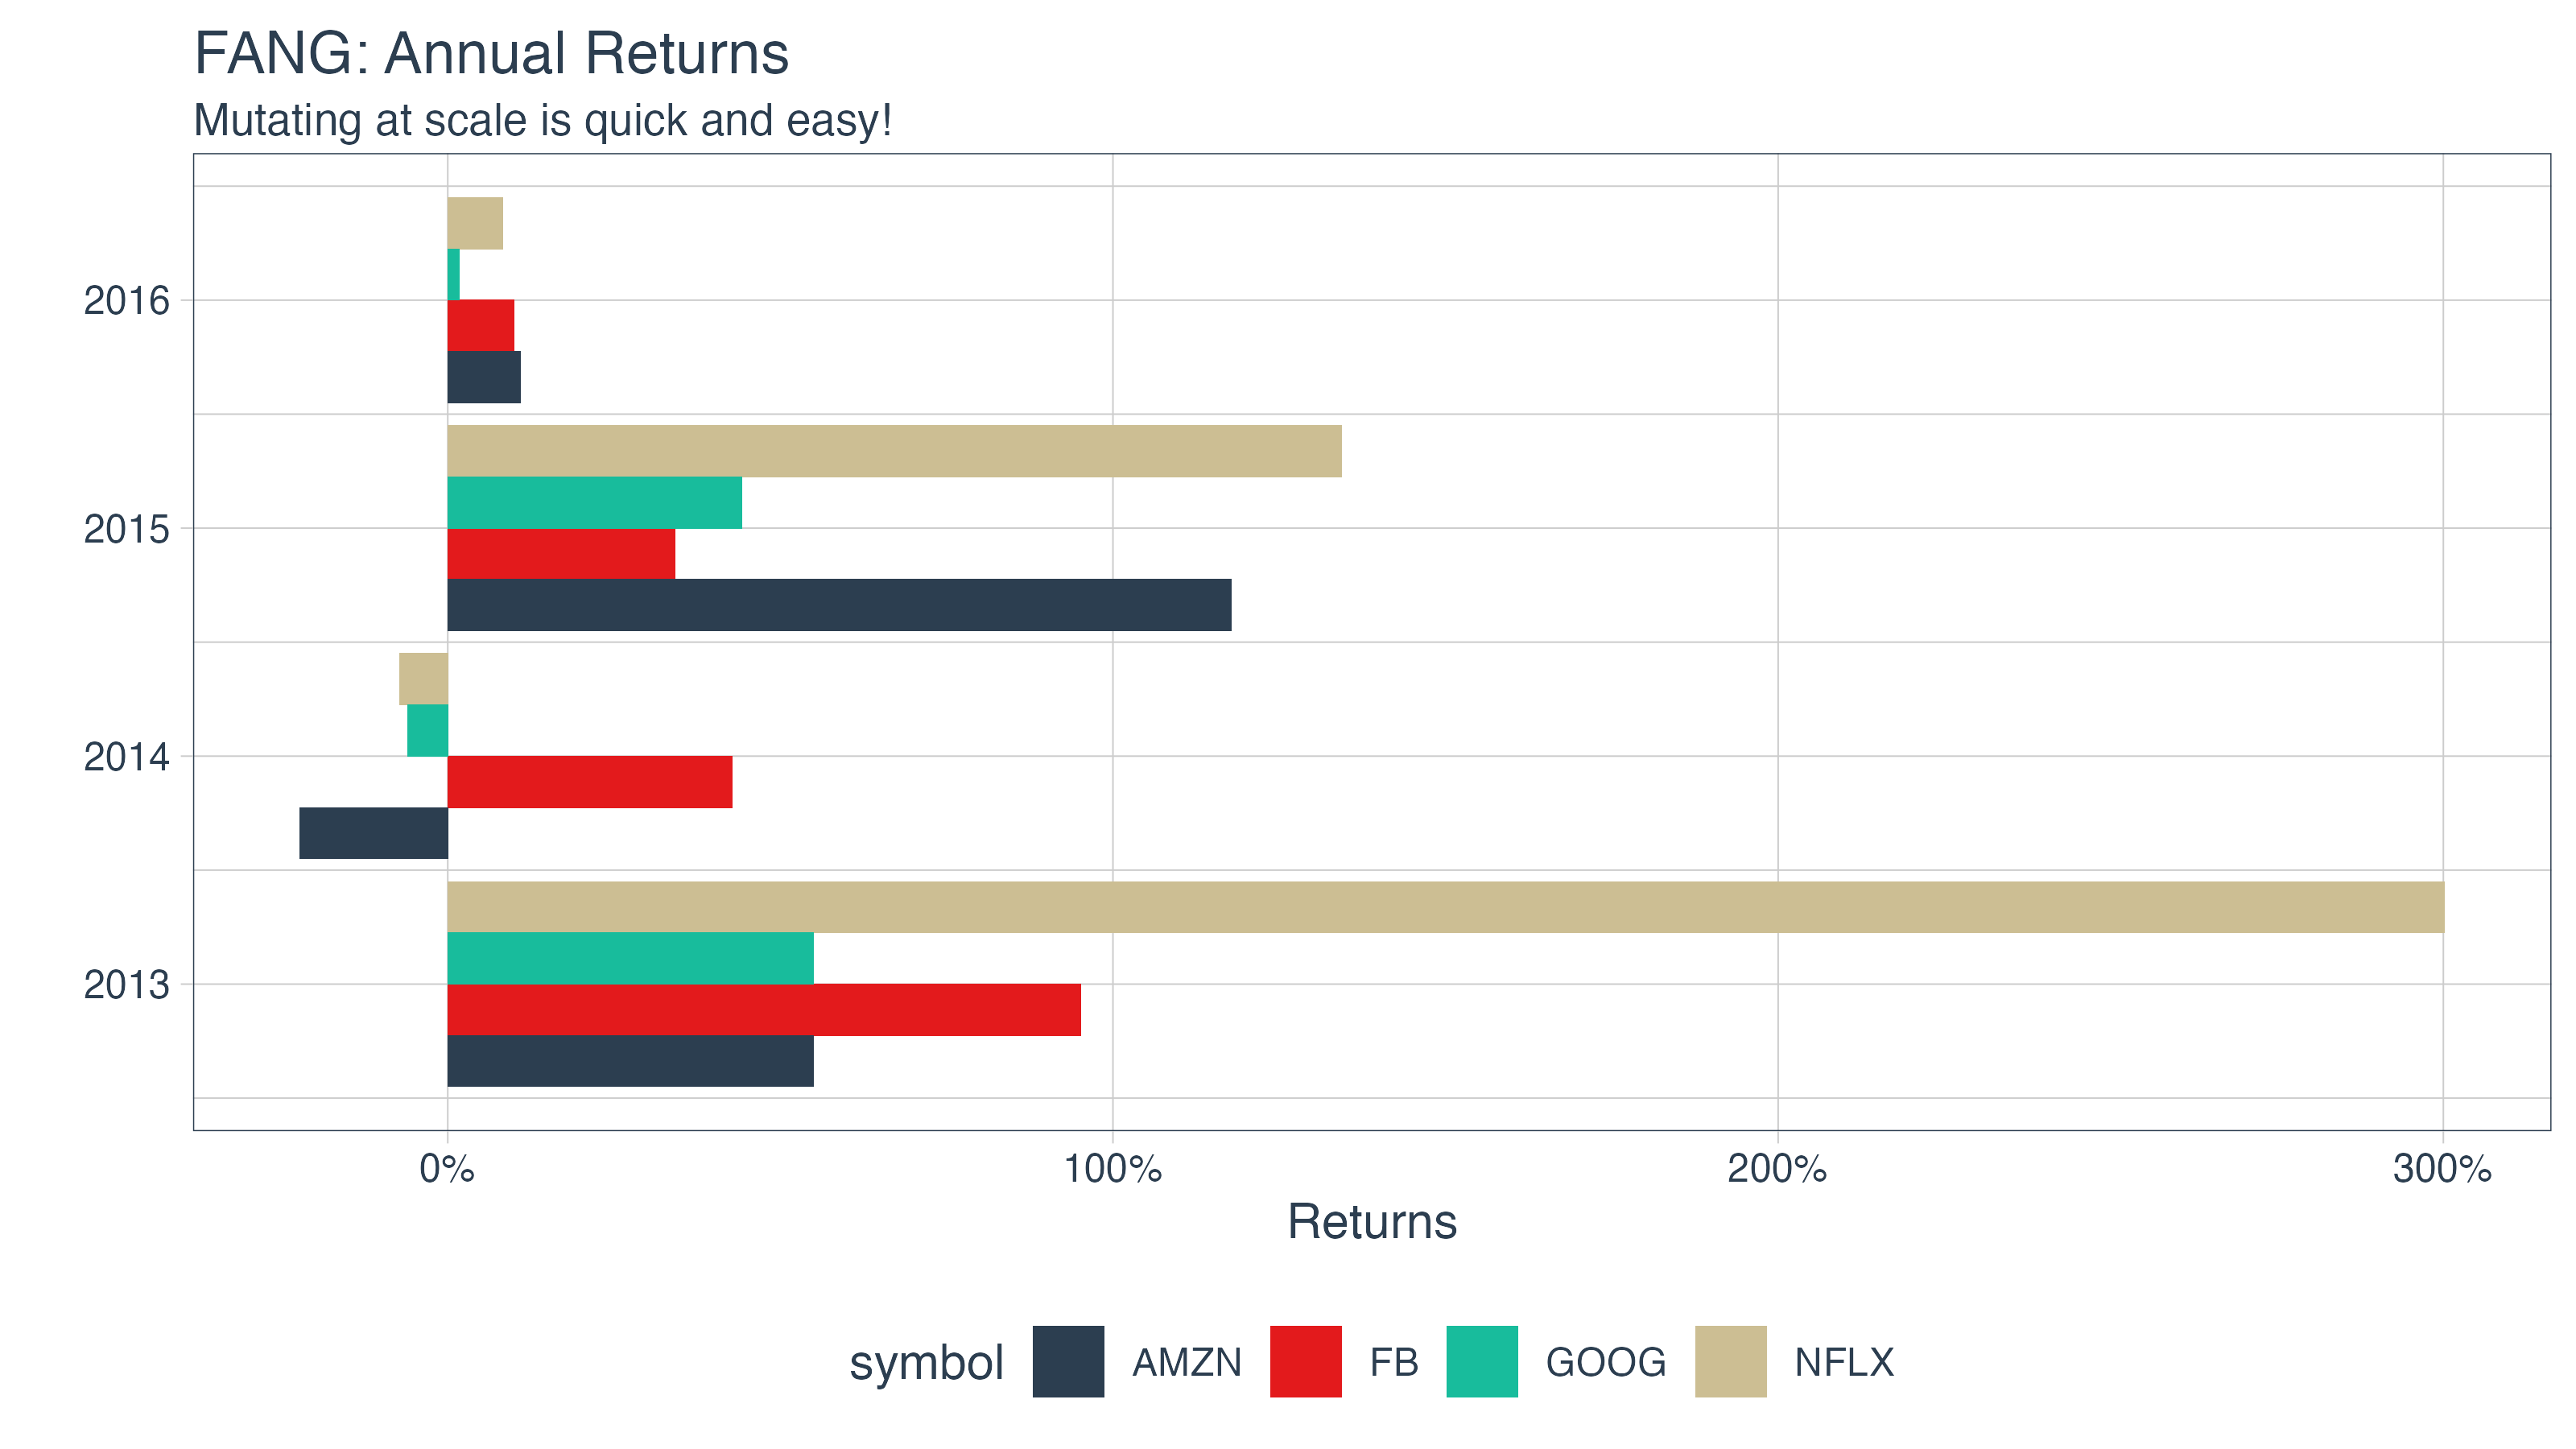 FANG: Annual Returns
Mutating at scale is quick and easy!
2016
2015
2014
2013
0% 100% 200% 300%
Returns
symbol AMZN FB GOOG NFLX